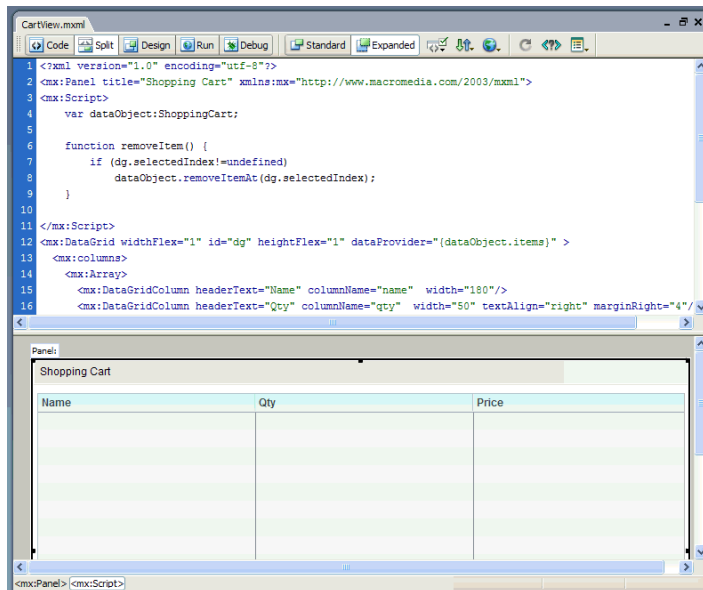 CartView.mxml
Code Split Design Run Debug Standard Expanded
1 <?xml version="1.0" encoding="utf-8"?>
2 <mx:Panel title="Shopping Cart" xmlns:mx="http://www.macromedia.com/2003/mxml">
3 <mx:Script>
4 var dataObject:ShoppingCart;
5
6 function removeItem() {
7 if (dg.selectedIndex!=undefined)
8 dataObject.removeItemAt(dg.selectedIndex);
9 }
10
11 </mx:Script>
12 <mx:DataGrid widthFlex="1" id="dg" heightFlex="1" dataProvider="{dataObject.items}" >
13 <mx:columns>
14 <mx:Array>
15 <mx:DataGridColumn headerText="Name" columnName="name" width="180"/>
16 <mx:DataGridColumn headerText="Qty" columnName="qty" width="50" textAlign="right" marginRight="4"/
Panel:
Shopping Cart
Name Qty Price
<mx:Panel> <mx:Script>